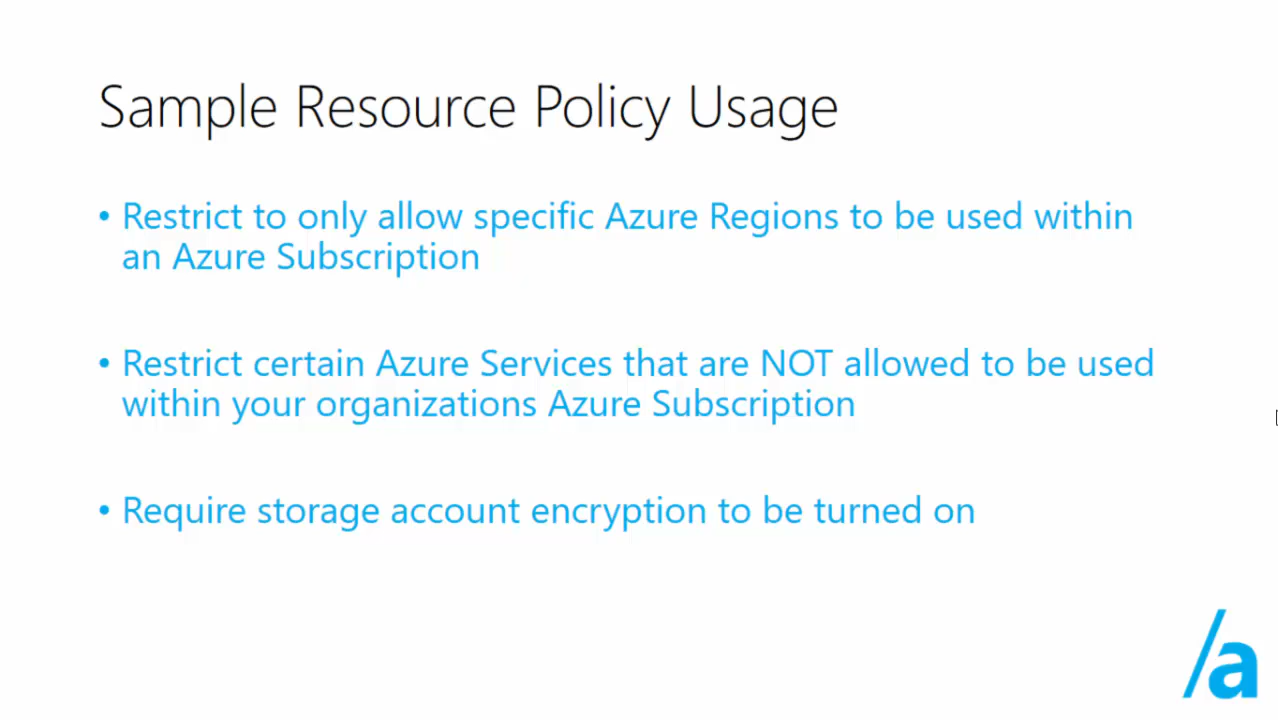 Sample Resource Policy Usage
• Restrict to only allow specific Azure Regions to be used within
an Azure Subscription
• Restrict certain Azure Services that are NOT allowed to be used
within your organizations Azure Subscription
• Require storage account encryption to be turned on
/a